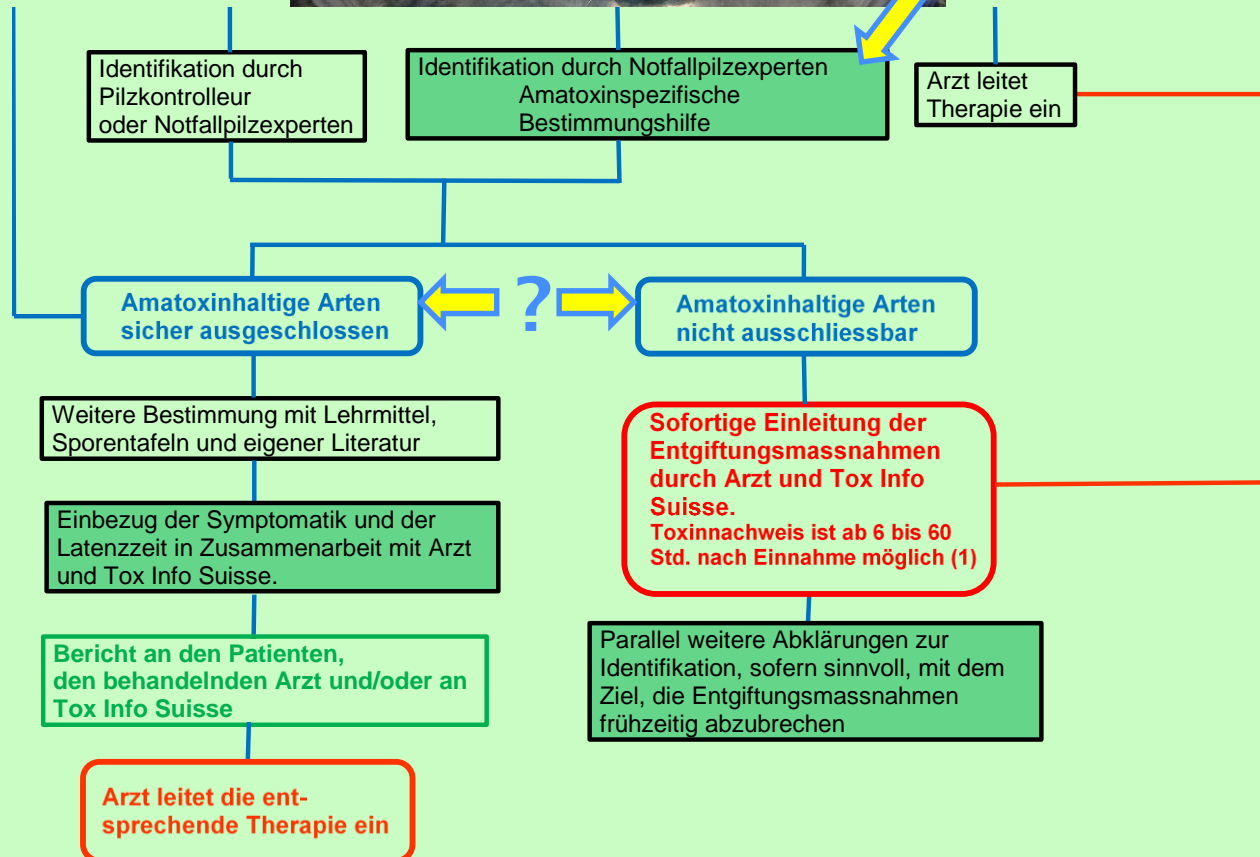 Identifikation durch
Pilzkontrolleur
oder Notfallpilzexperten
Identifikation durch Notfallpilzexperten
Amatoxinspezifische
Bestimmungshilfe
Arzt leitet
Therapie ein
Amatoxinhaltige Arten
sicher ausgeschlossen
?
Amatoxinhaltige Arten
nicht ausschliessbar
Weitere Bestimmung mit Lehrmittel,
Sporentafeln und eigener Literatur
Einbezug der Symptomatik und der
Latenzzeit in Zusammenarbeit mit Arzt
und Tox Info Suisse.
Bericht an den Patienten,
den behandelnden Arzt und/oder an
Tox Info Suisse
Arzt leitet die ent-
sprechende Therapie ein
Sofortige Einleitung der
Entgiftungsmassnahmen
durch Arzt und Tox Info
Suisse.
Toxinnachweis ist ab 6 bis 60
Std. nach Einnahme möglich (1)
Parallel weitere Abklärungen zur
Identifikation, sofern sinnvoll, mit dem
Ziel, die Entgiftungsmassnahmen
frühzeitig abzubrechen